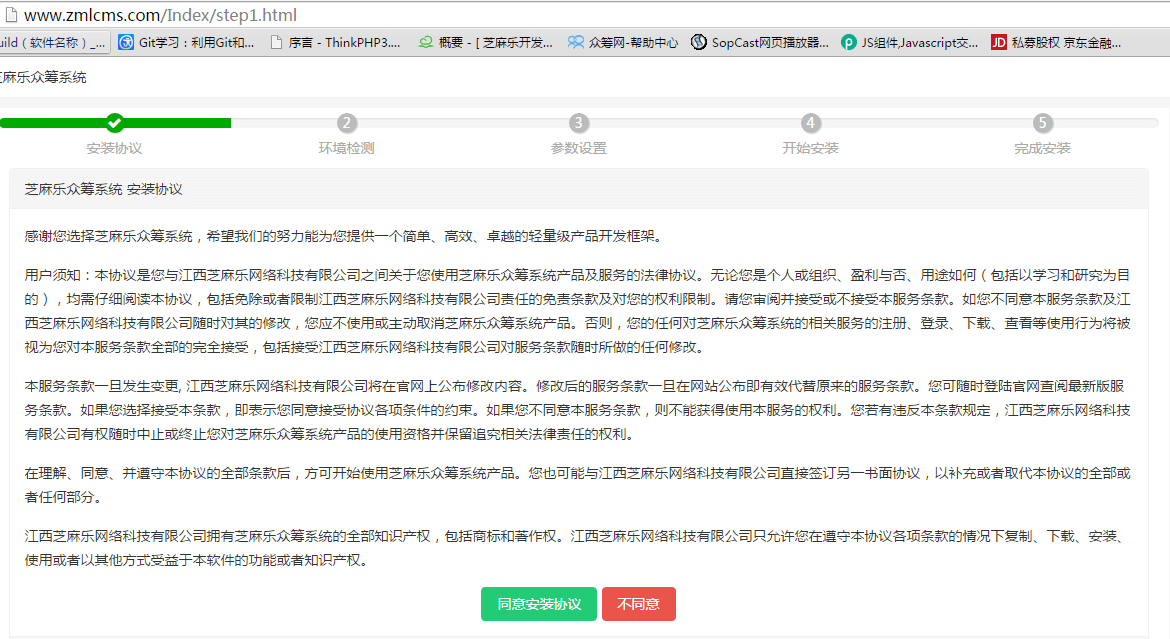 www.zmlcms.com/Index/step1.html
uild（软件名称）_... Git学习：利用Git和... 序言 - ThinkPHP3.... 概要 - [ 芝麻乐开发... 众筹网-帮助中心 SopCast网页播放器... JS组件,Javascript交... JD 私募股权 京东金融...
芝麻乐众筹系统
2 3 4 5
安装协议 环境检测 参数设置 开始安装 完成安装
芝麻乐众筹系统 安装协议
感谢您选择芝麻乐众筹系统，希望我们的努力能为您提供一个简单、高效、卓越的轻量级产品开发框架。
用户须知：本协议是您与江西芝麻乐网络科技有限公司之间关于您使用芝麻乐众筹系统产品及服务的法律协议。无论您是个人或组织、盈利与否、用途如何（包括以学习和研究为目
的），均需仔细阅读本协议，包括免除或者限制江西芝麻乐网络科技有限公司责任的免责条款及对您的权利限制。请您审阅并接受或不接受本服务条款。如您不同意本服务条款及江
西芝麻乐网络科技有限公司随时对其的修改，您应不使用或主动取消芝麻乐众筹系统产品。否则，您的任何对芝麻乐众筹系统的相关服务的注册、登录、下载、查看等使用行为将被
视为您对本服务条款全部的完全接受，包括接受江西芝麻乐网络科技有限公司对服务条款随时所做的任何修改。
本服务条款一旦发生变更, 江西芝麻乐网络科技有限公司将在官网上公布修改内容。修改后的服务条款一旦在网站公布即有效代替原来的服务条款。您可随时登陆官网查阅最新版服
务条款。如果您选择接受本条款，即表示您同意接受协议各项条件的约束。如果您不同意本服务条款，则不能获得使用本服务的权利。您若有违反本条款规定，江西芝麻乐网络科技
有限公司有权随时中止或终止您对芝麻乐众筹系统产品的使用资格并保留追究相关法律责任的权利。
在理解、同意、并遵守本协议的全部条款后，方可开始使用芝麻乐众筹系统产品。您也可能与江西芝麻乐网络科技有限公司直接签订另一书面协议，以补充或者取代本协议的全部或
者任何部分。
江西芝麻乐网络科技有限公司拥有芝麻乐众筹系统的全部知识产权，包括商标和著作权。江西芝麻乐网络科技有限公司只允许您在遵守本协议各项条款的情况下复制、下载、安装、
使用或者以其他方式受益于本软件的功能或者知识产权。
同意安装协议 不同意